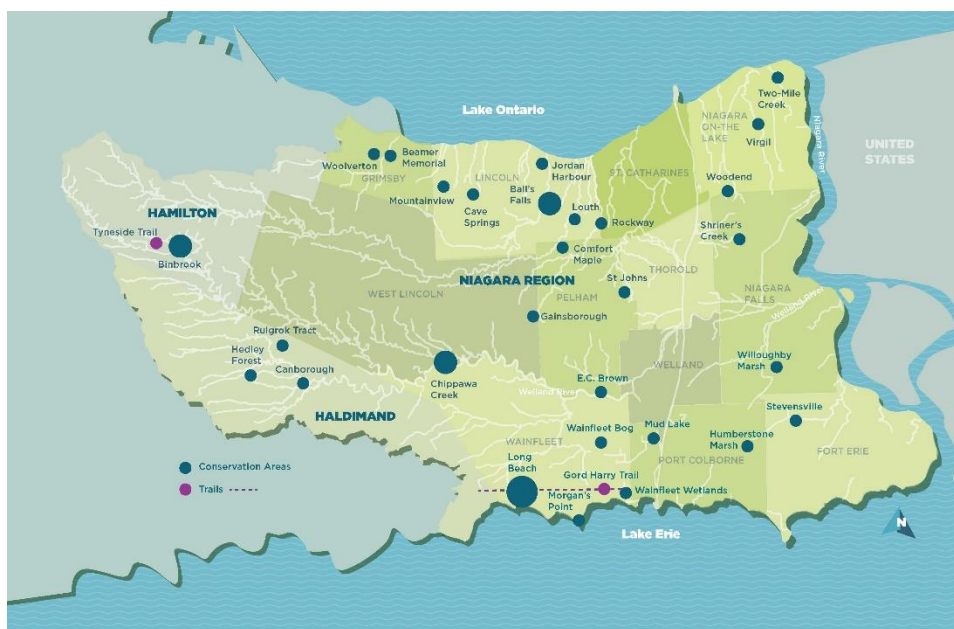 Lake Ontario
Two-Mile
Creek
NIAGARA
ON-THE
LAKE
Virgil
Niagara River
UNITED
STATES
Woolverton
Beamer
Memorial
GRIMSBY
Mountainview
LINCOLN
Cave
Springs
Jordan
Harbour
Ball's
Falls
Louth
Rockway
ST. CATHARINES
Woodend
Shriner's
Creek
HAMILTON
Tyneside Trail
Binbrook
Comfort
Maple
NIAGARA REGION
THOROLD
St Johns
WEST LINCOLN
PELHAM
Gainsborough
NIAGARA
FALLS
Welland River
Ruigrok Tract
Hedley
Forest
Canborough
Chippawa
Creek
HALDIMAND
WELLAND
Willoughby
Marsh
E.C. Brown
Welland River
Stevensville
WAINFLEET
Wainfleet Bog
Mud Lake
Humberstone
Marsh
PORT COLBORNE
FORT ERIE
Long
Beach
Gord Harry Trail
Morgan's
Point
Wainfleet Wetlands
Lake Erie
Conservation Areas
Trails
N